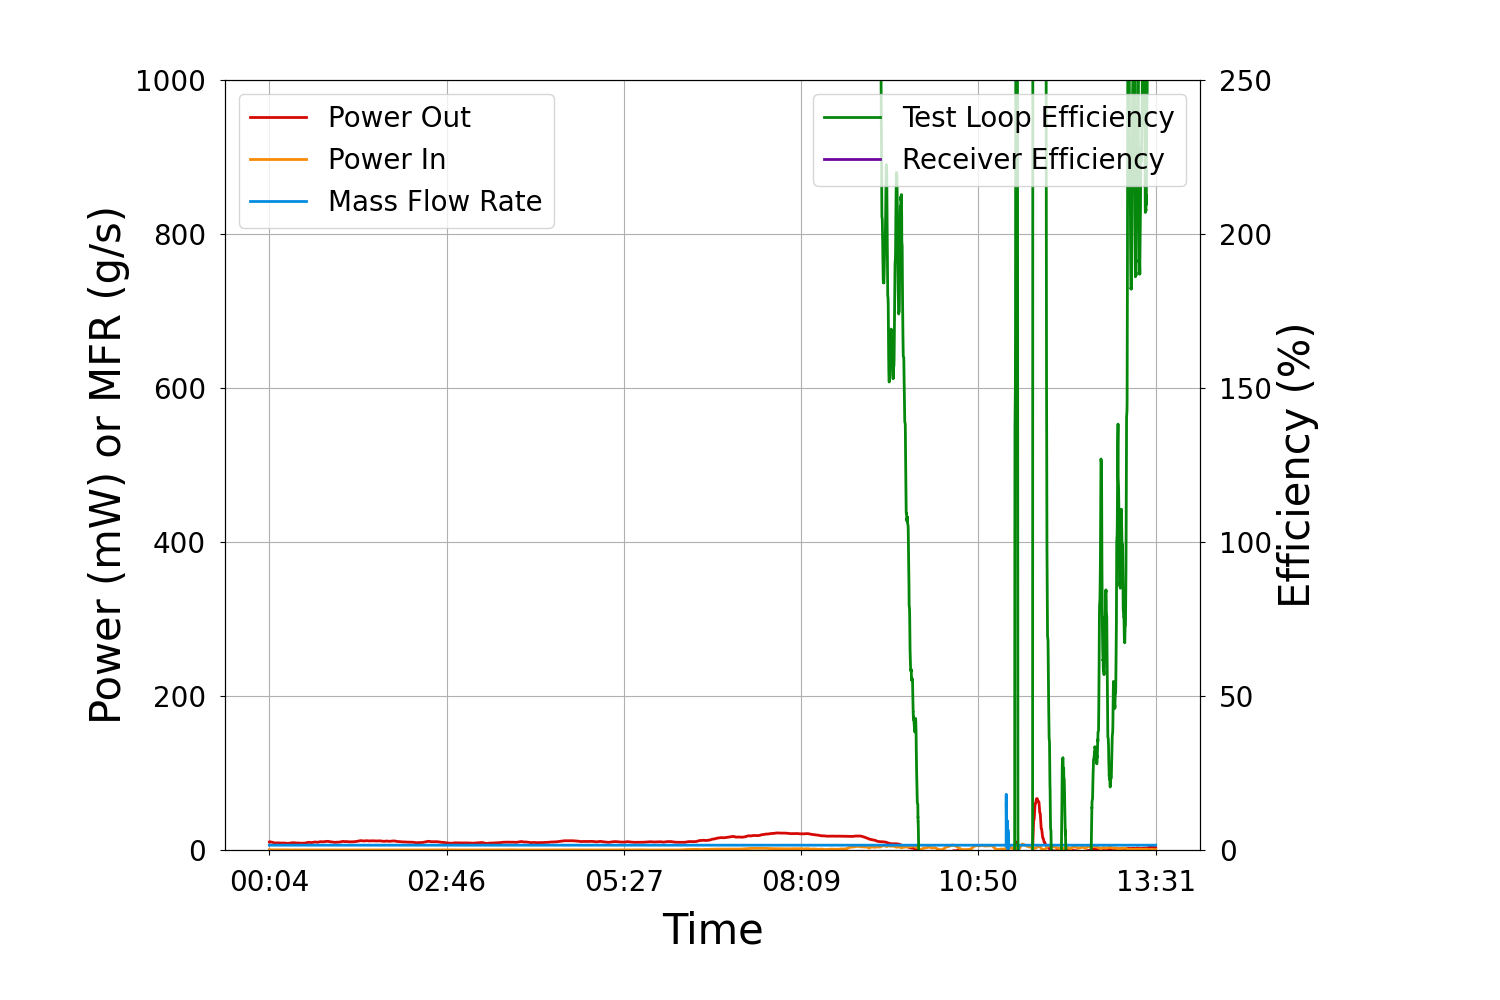 1000
800
600
400
200
0
Power (mW) or MFR (g/s)
Power Out
Power In
Mass Flow Rate
Test Loop Efficiency
Receiver Efficiency
250
200
150
100
50
0
Efficiency (%)
00:04 02:46 05:27 08:09 10:50 13:31
Time